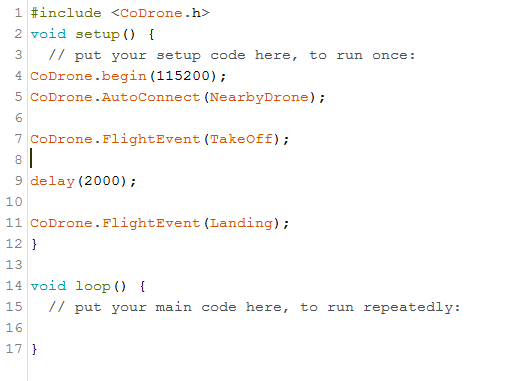 1 #include <CoDrone.h>
2 void setup() {
3   // put your setup code here, to run once:
4 CoDrone.begin(115200);
5 CoDrone.AutoConnect(NearbyDrone);
6
7 CoDrone.FlightEvent(TakeOff);
8
9 delay(2000);
10
11 CoDrone.FlightEvent(Landing);
12 }
13
14 void loop() {
15   // put your main code here, to run repeatedly:
16
17 }